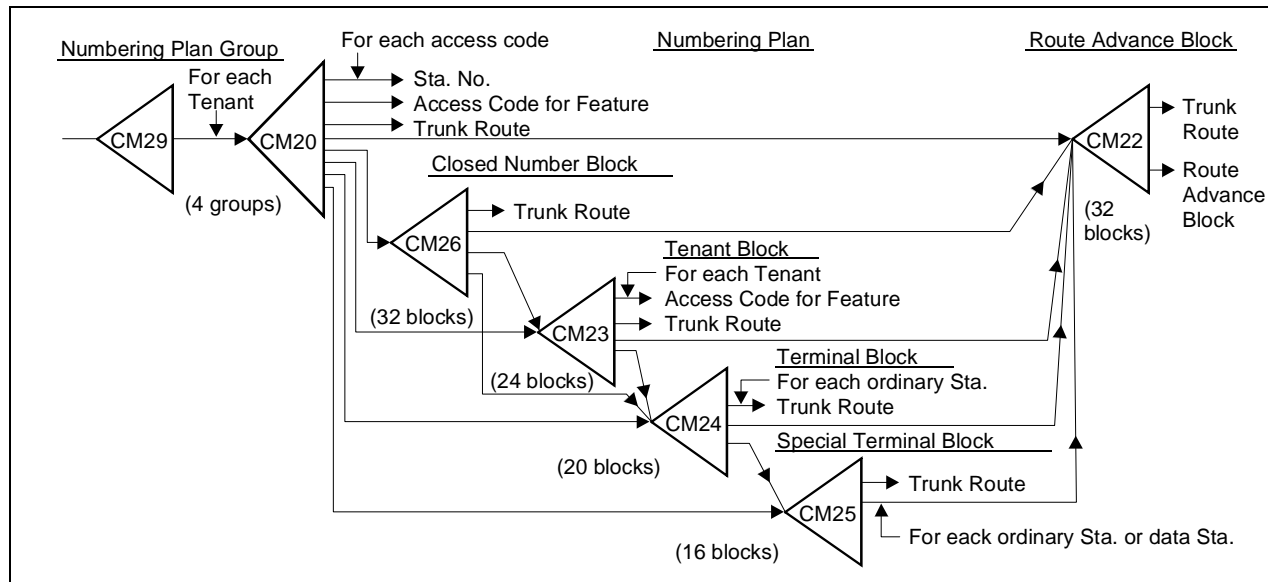 For each access code
Numbering Plan
Route Advance Block
Numbering Plan Group
For each
Tenant
Sta. No.
Access Code for Feature
Trunk Route
CM29
CM20
CM22
Trunk
Route
Route
Advance
Block
(32
blocks)
(4 groups)
Closed Number Block
Trunk Route
CM26
(32 blocks)
Tenant Block
For each Tenant
Access Code for Feature
Trunk Route
CM23
(24 blocks)
Terminal Block
For each ordinary Sta.
Trunk Route
CM24
(20 blocks)
Special Terminal Block
Trunk Route
CM25
(16 blocks)
For eack ordinary Sta. or data Sta.